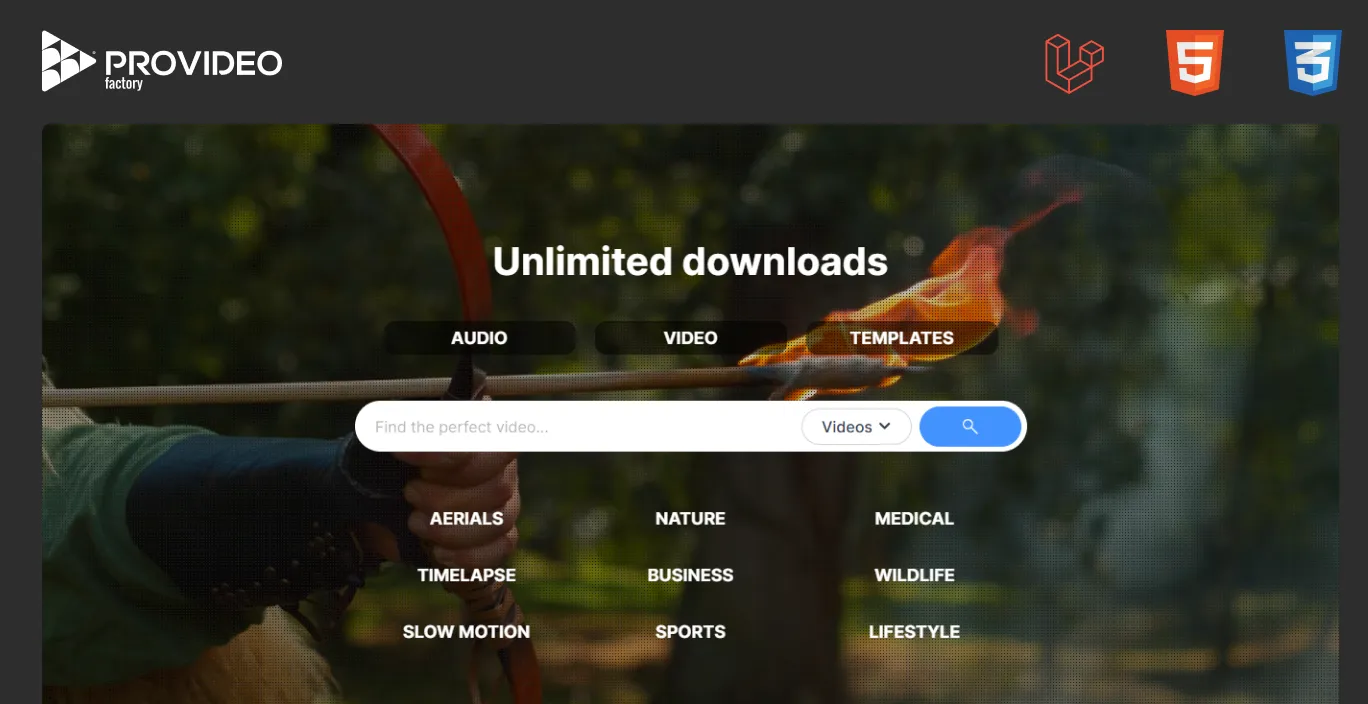 PROVIDEO
factory
5
3
Unlimited downloads
AUDIO VIDEO TEMPLATES
Find the perfect video... Videos
AERIALS NATURE MEDICAL
TIMELAPSE BUSINESS WILDLIFE
SLOW MOTION SPORTS LIFESTYLE